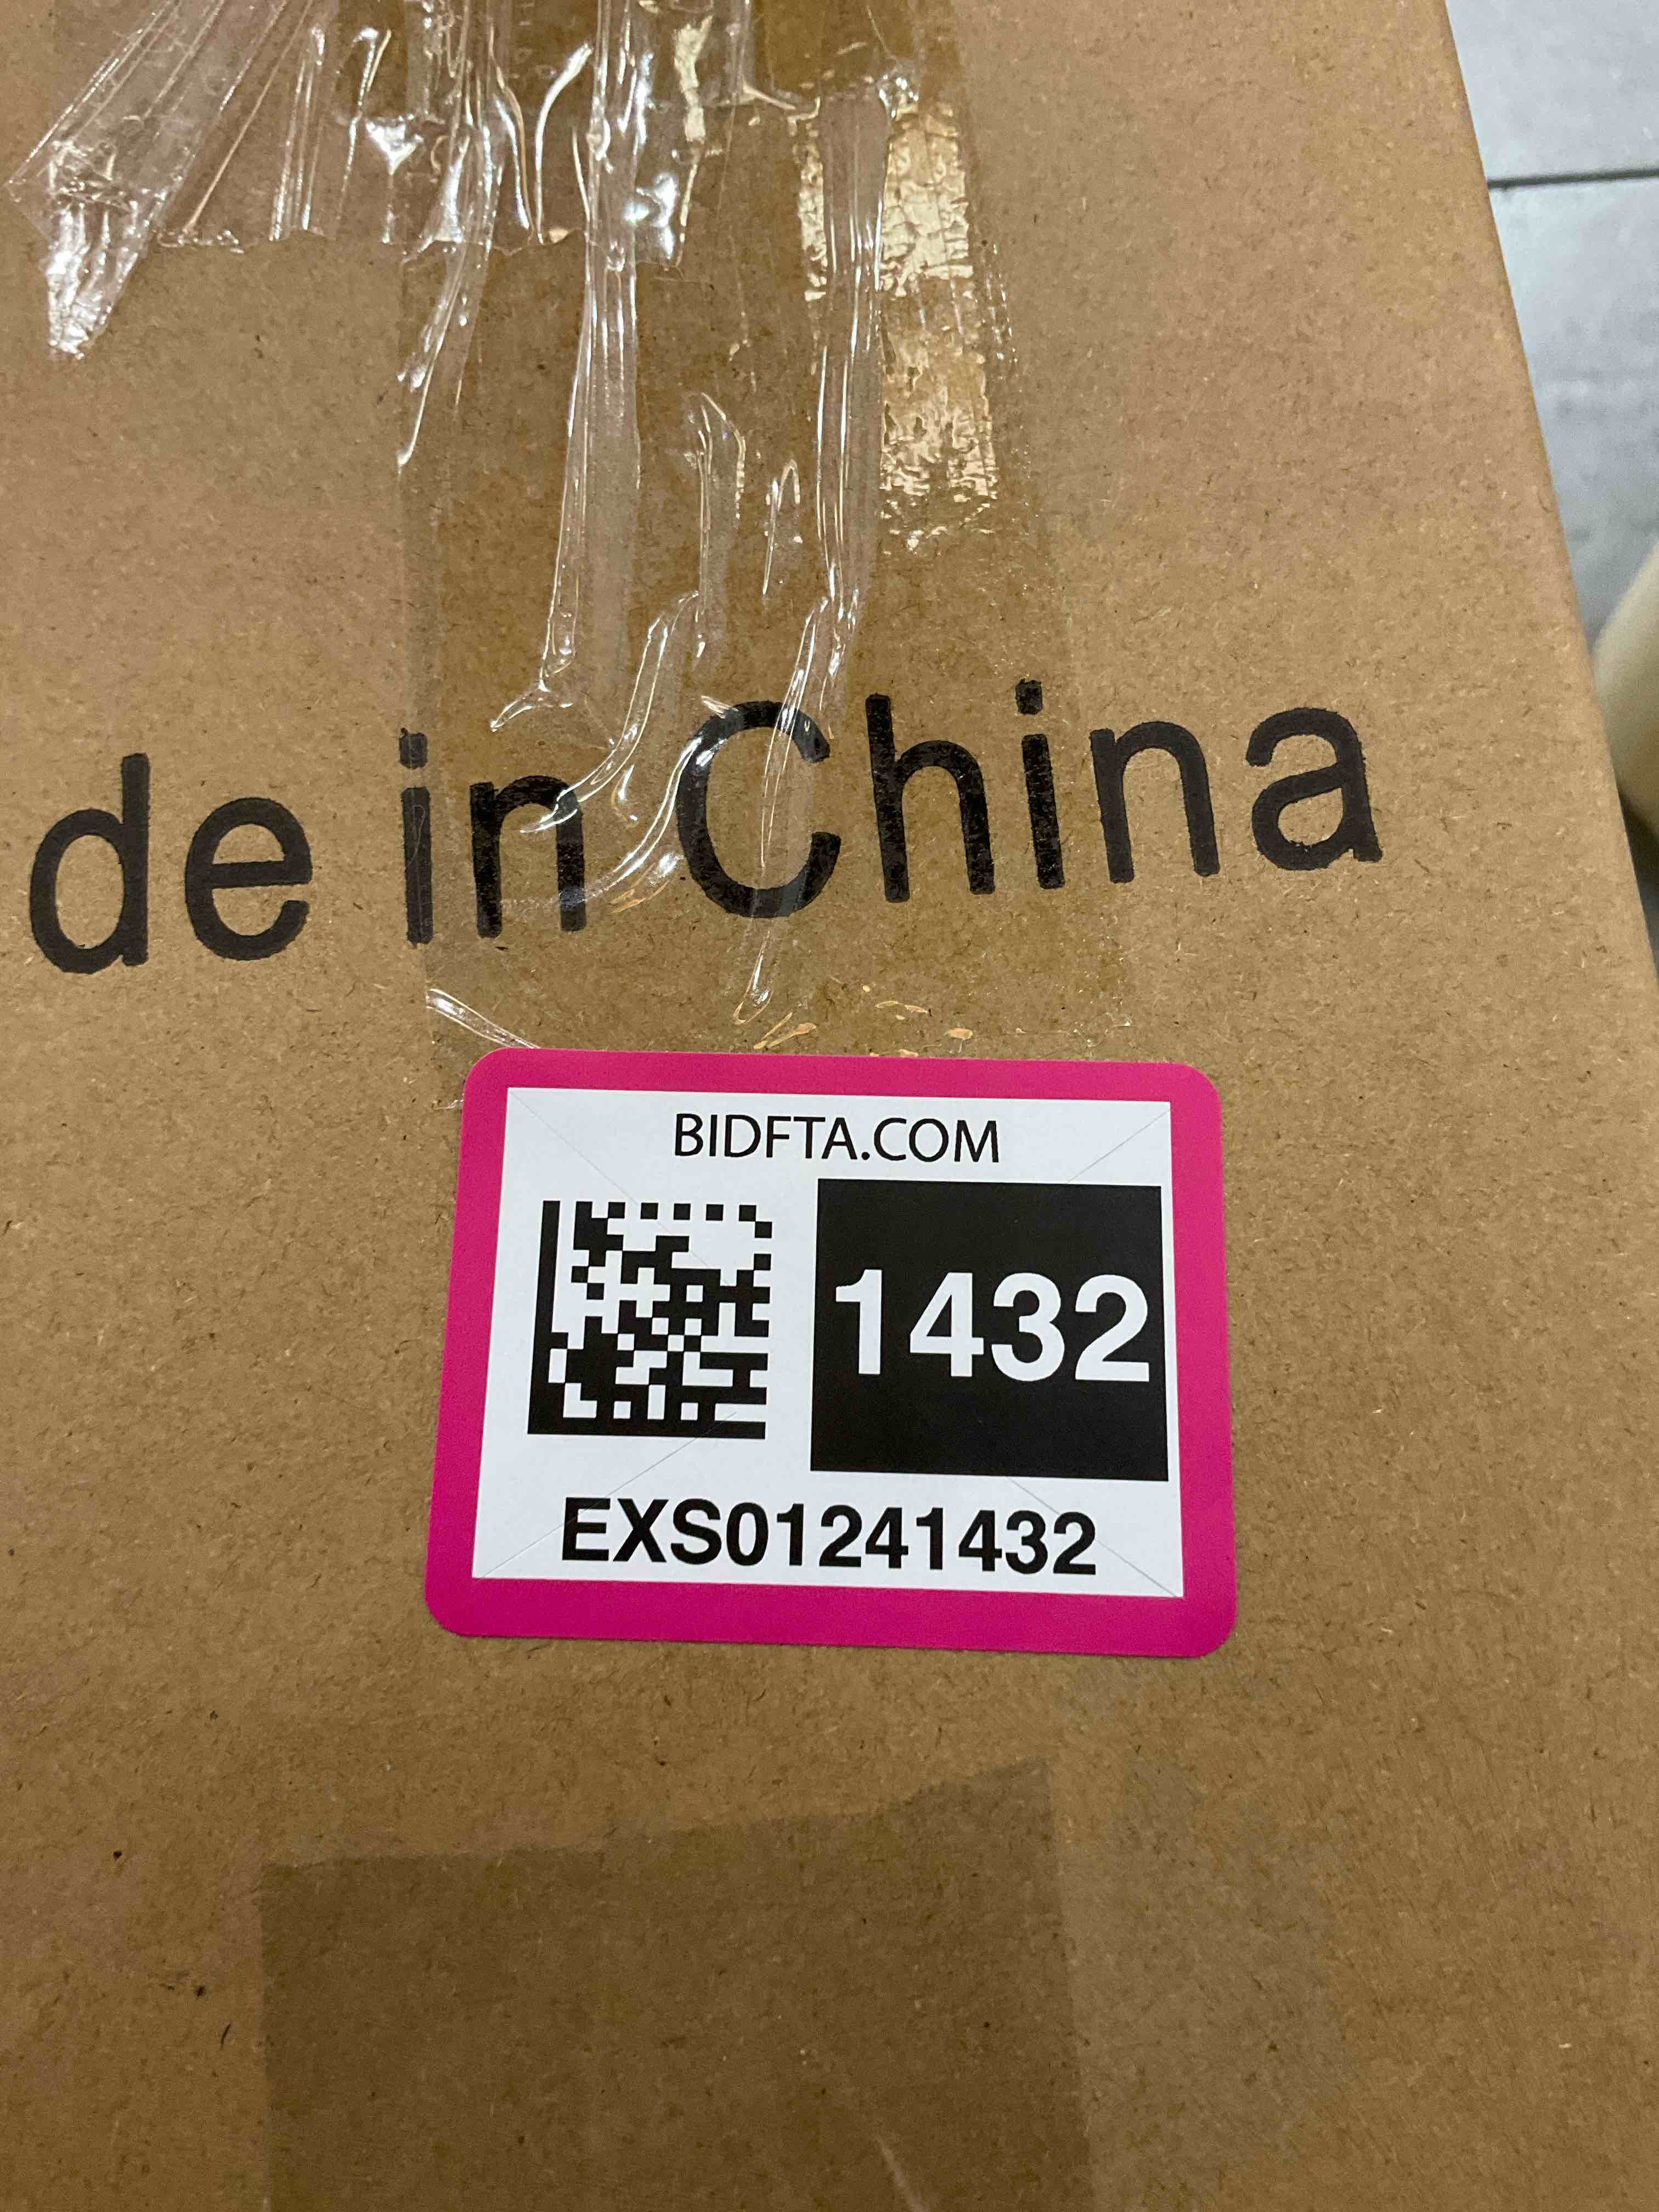 de in China
BIDFTA.COM
1432
EXS01241432